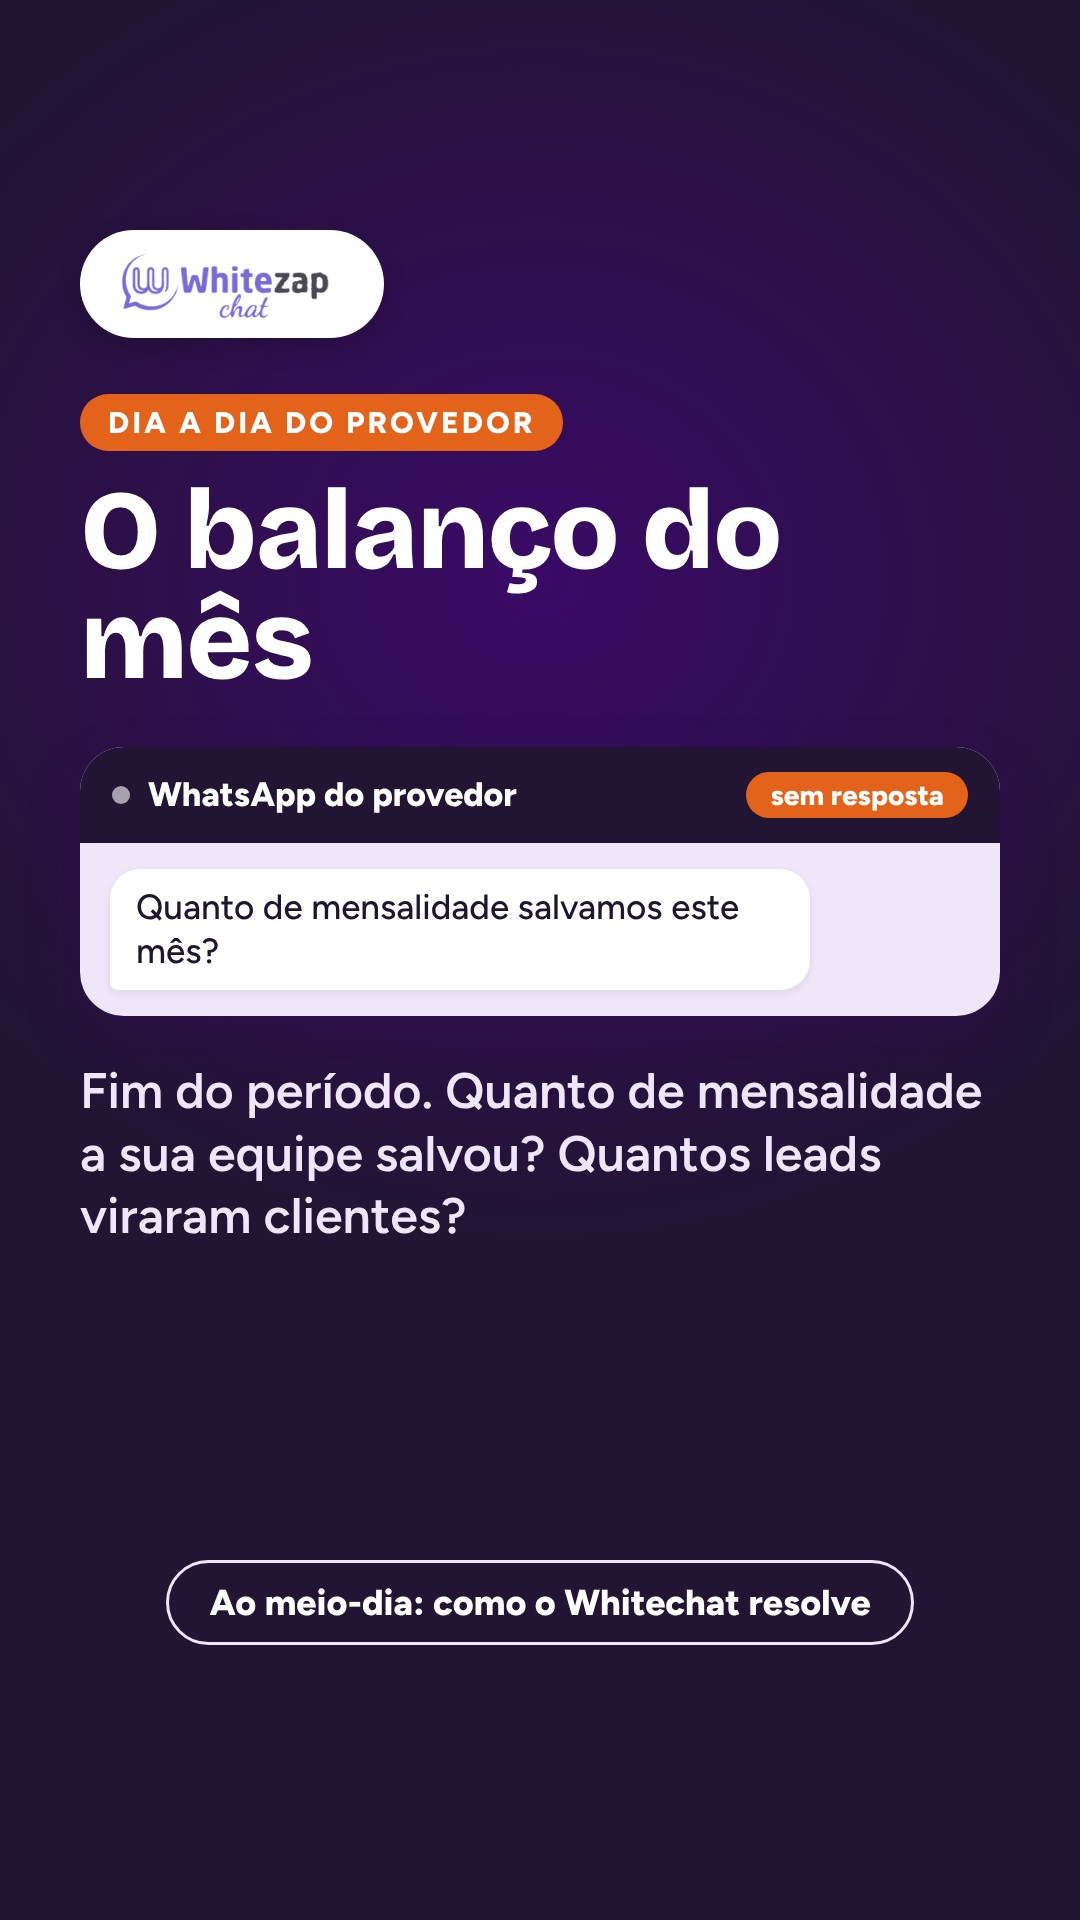 Whitezap
chat
DIA A DIA DO PROVEDOR
O balanço do
mês
WhatsApp do provedor
sem resposta
Quanto de mensalidade salvamos este
mês?
Fim do período. Quanto de mensalidade
a sua equipe salvou? Quantos leads
viraram clientes?
Ao meio-dia: como o Whitechat resolve